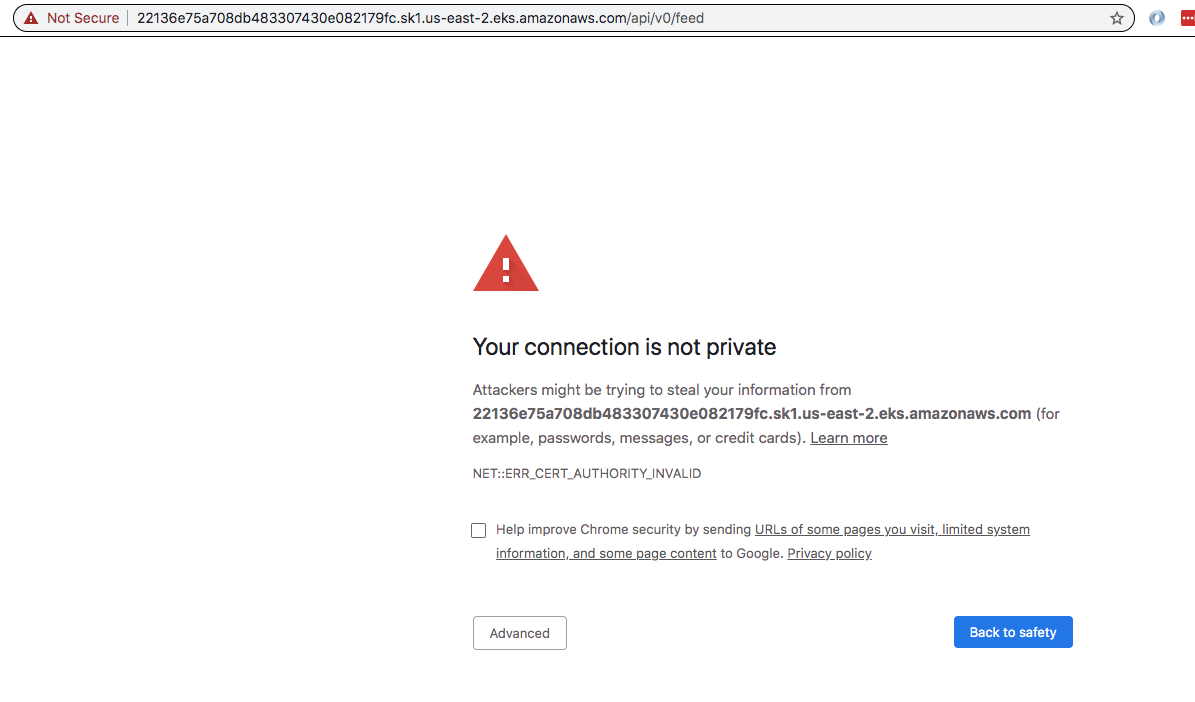 Not Secure | 22136e75a708db483307430e082179fc.sk1.us-east-2.eks.amazonaws.com/api/v0/feed
Your connection is not private
Attackers might be trying to steal your information from
22136e75a708db483307430e082179fc.sk1.us-east-2.eks.amazonaws.com (for
example, passwords, messages, or credit cards). Learn more
NET::ERR_CERT_AUTHORITY_INVALID
Help improve Chrome security by sending URLs of some pages you visit, limited system
information, and some page content to Google. Privacy policy
Advanced
Back to safety